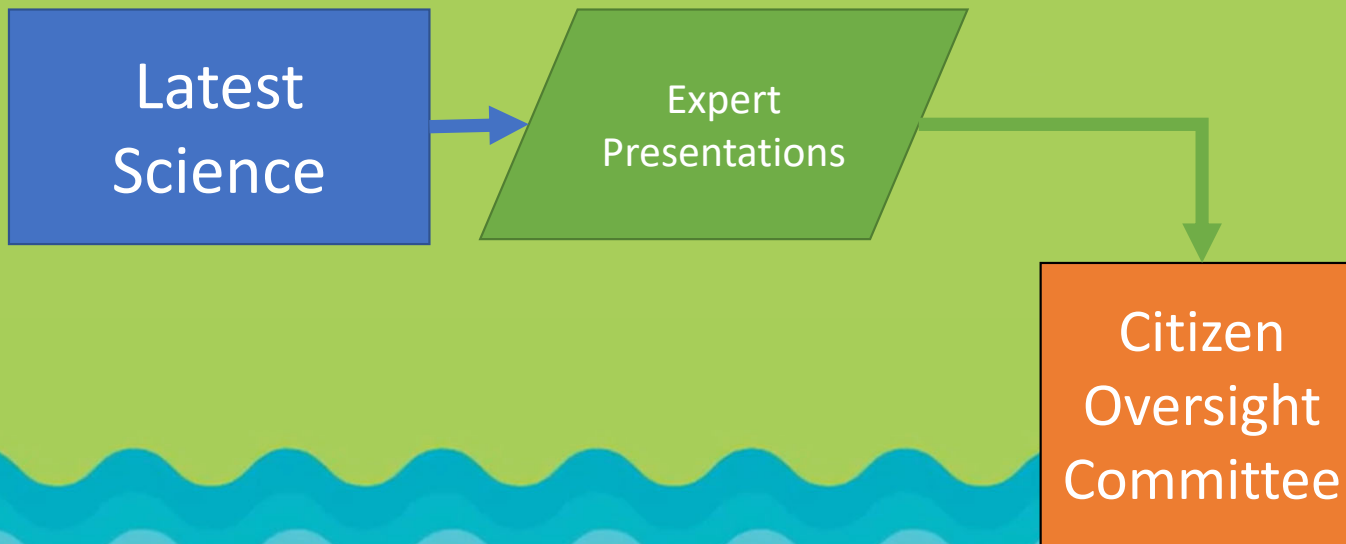 Latest
Science
Expert
Presentations
Citizen
Oversight
Committee